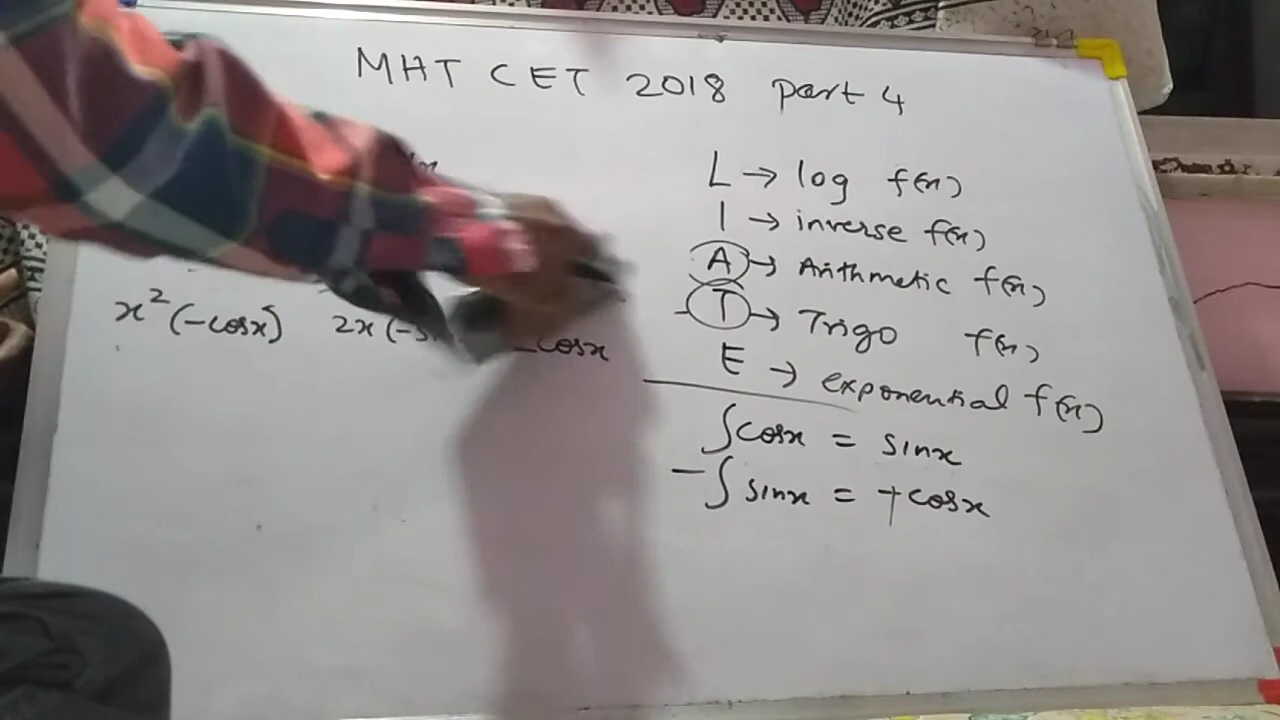 MHT CET 2018 part 4
L → log f(x)
I → inverse f(x)
A → Arithmetic f(x)
T → Trigo f(x)
E → exponential f(x)
x² (-cosx) 2x (-s cosx
∫cosx = sinx
-∫ sinx = +cosx